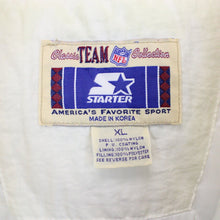 Classic TEAM NFL Collection
STARTER
AMERICA'S FAVORITE SPORT
MADE IN KOREA
XL
SHELL:100% NYLON
P.U. COATING
LINING:100% NYLON
FILLING:100% POLYESTER
SEE REVERSE FOR CARE